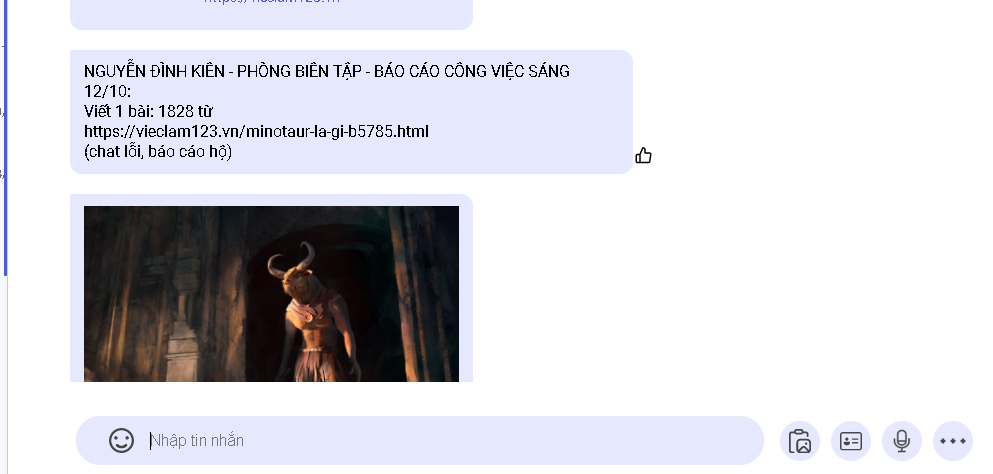 NGUYỄN ĐÌNH KIÊN - PHÒNG BIÊN TẬP - BÁO CÁO CÔNG VIỆC SÁNG
12/10:
Viết 1 bài: 1828 từ
https://vieclam123.vn/minotaur-la-gi-b5785.html
(chat lỗi, báo cáo hộ)
Nhập tin nhắn